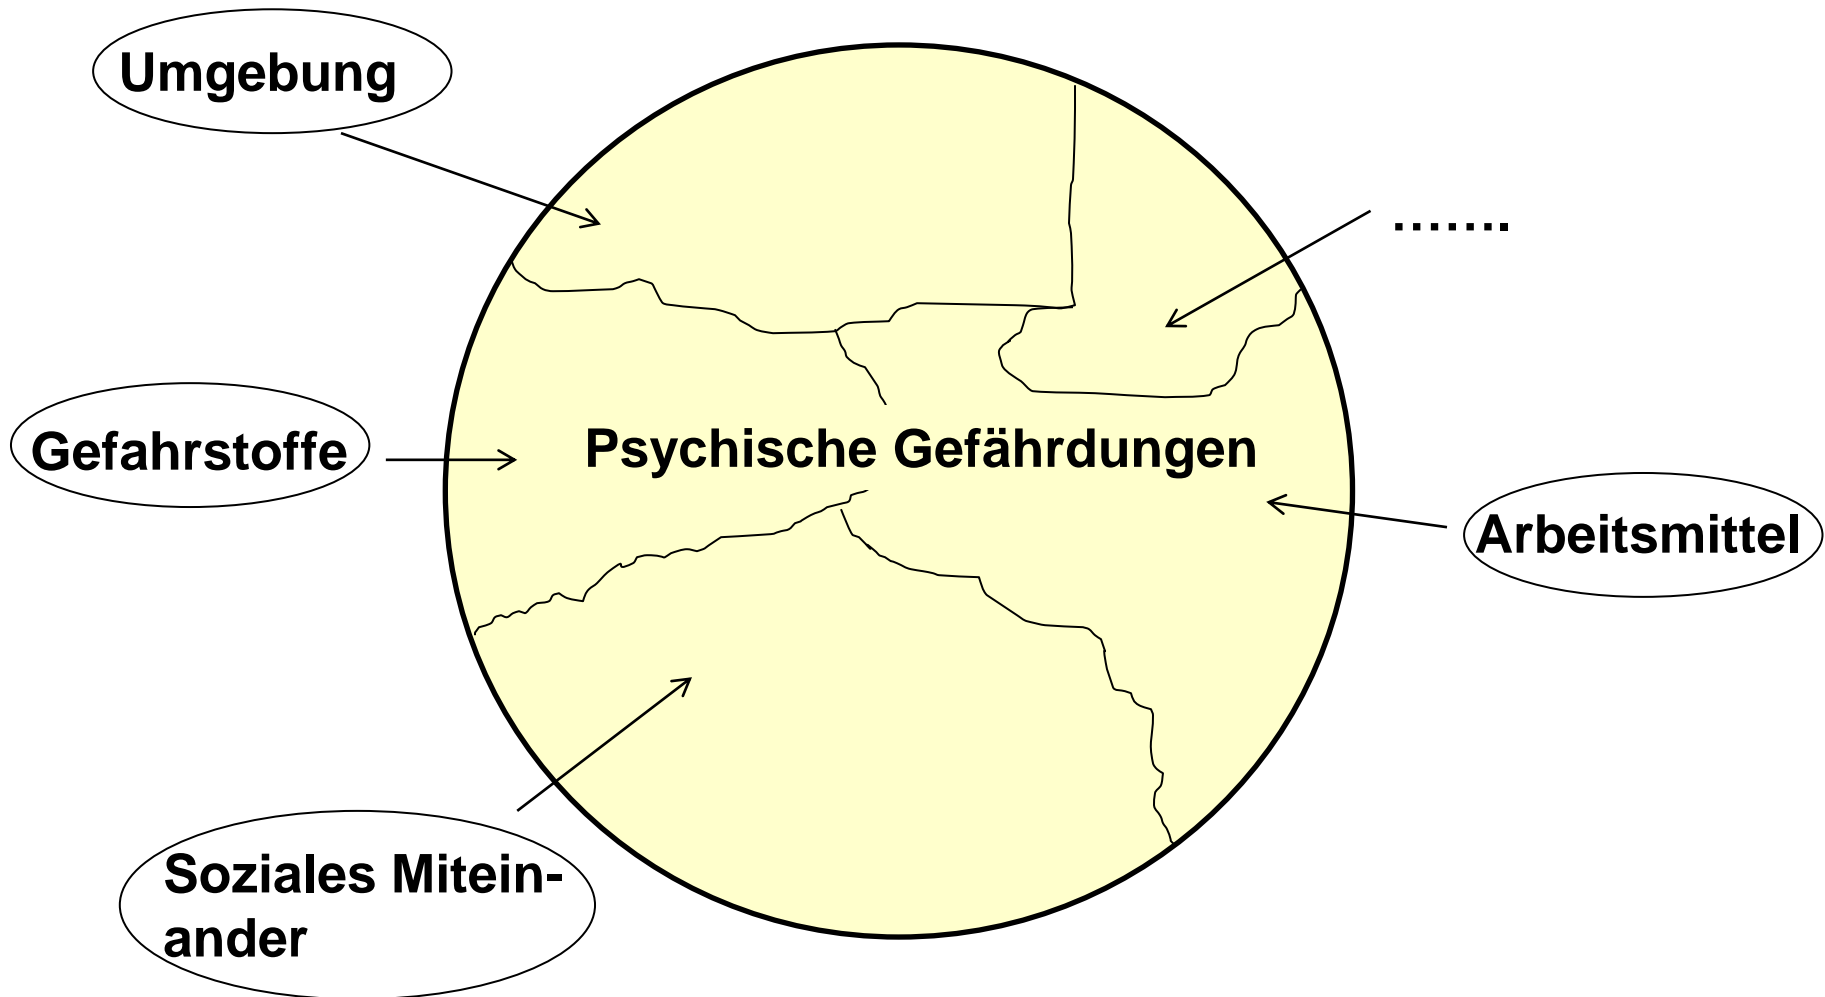 Umgebung
.......
Psychische Gefährdungen
Gefahrstoffe
Arbeitsmittel
Soziales Mitein-
ander